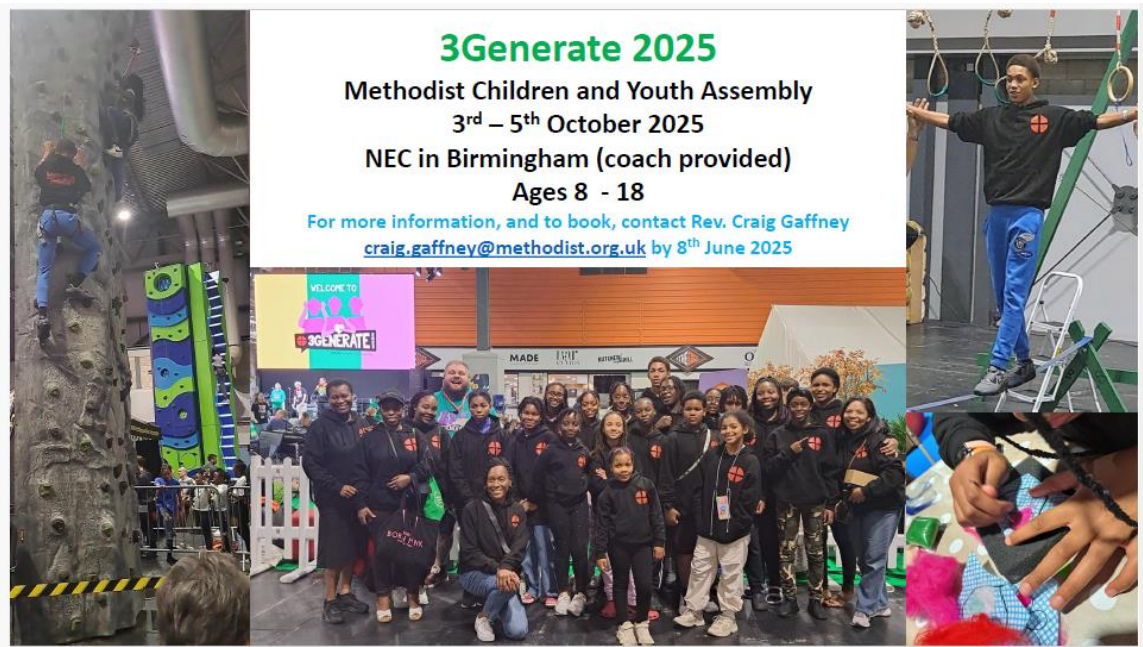 3Generate 2025
Methodist Children and Youth Assembly
3rd – 5th October 2025
NEC in Birmingham (coach provided)
Ages 8 - 18
For more information, and to book, contact Rev. Craig Gaffney
craig.gaffney@methodist.org.uk by 8th June 2025
WELCOME TO
3GENERATE
MADE
BAR